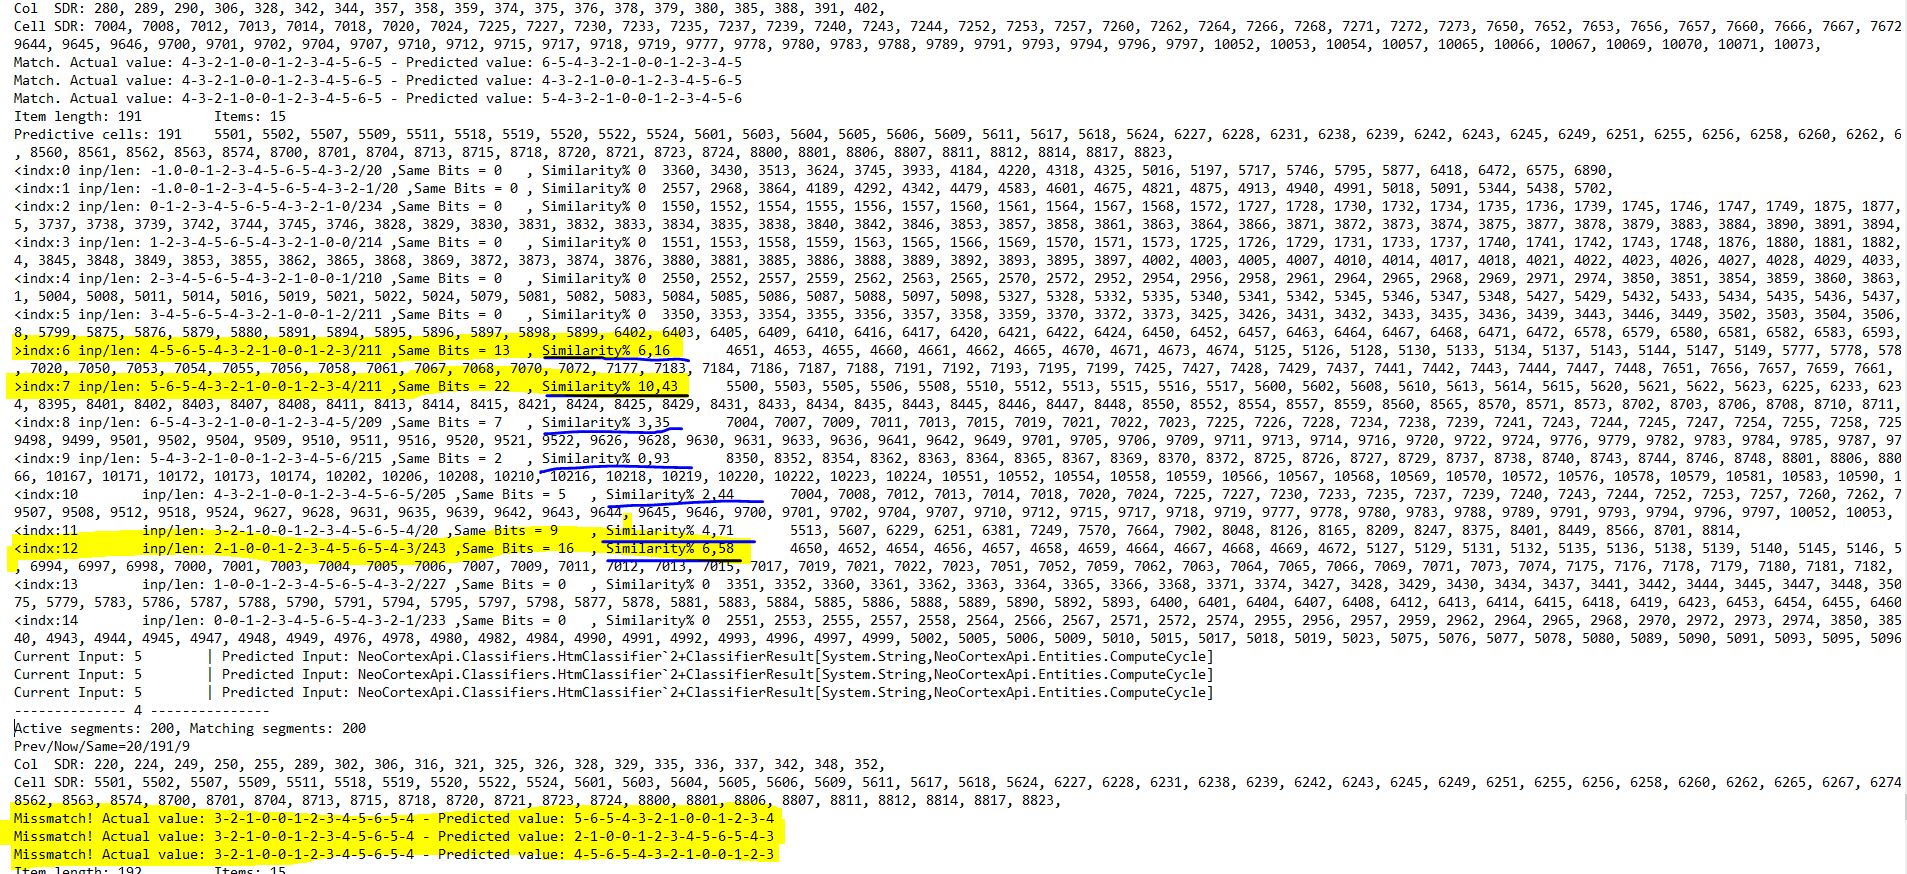 Col  SDR: 280, 289, 290, 306, 328, 342, 344, 357, 358, 359, 374, 375, 376, 378, 379, 380, 385, 388, 391, 402,
Cell SDR: 7004, 7008, 7012, 7013, 7014, 7018, 7020, 7024, 7225, 7227, 7230, 7233, 7235, 7237, 7239, 7240, 7243, 7244, 7252, 7253, 7257, 7260, 7262, 7264, 7266, 7268, 7271, 7272, 7273, 7650, 7652, 7653, 7656, 7657, 7660, 7666, 7667, 7672
9644, 9645, 9646, 9700, 9701, 9702, 9704, 9707, 9710, 9712, 9715, 9717, 9718, 9719, 9777, 9778, 9780, 9783, 9788, 9789, 9791, 9793, 9794, 9796, 9797, 10052, 10053, 10054, 10057, 10065, 10066, 10067, 10069, 10070, 10071, 10073,
Match. Actual value: 4-3-2-1-0-0-1-2-3-4-5-6-5 - Predicted value: 6-5-4-3-2-1-0-0-1-2-3-4-5
Match. Actual value: 4-3-2-1-0-0-1-2-3-4-5-6-5 - Predicted value: 4-3-2-1-0-0-1-2-3-4-5-6-5
Match. Actual value: 4-3-2-1-0-0-1-2-3-4-5-6-5 - Predicted value: 5-4-3-2-1-0-0-1-2-3-4-5-6
Item length: 191 Items: 15
Predictive cells: 191 5501, 5502, 5507, 5509, 5511, 5518, 5519, 5520, 5522, 5524, 5601, 5603, 5604, 5605, 5606, 5609, 5611, 5617, 5618, 5624, 6227, 6228, 6231, 6238, 6239, 6242, 6243, 6245, 6249, 6251, 6255, 6256, 6258, 6260, 6262, 6
, 8560, 8561, 8562, 8563, 8574, 8700, 8701, 8704, 8713, 8715, 8718, 8720, 8721, 8723, 8724, 8800, 8801, 8806, 8807, 8811, 8812, 8814, 8817, 8823,
<indx:0 inp/len: -1.0-0-1-2-3-4-5-6-5-4-3-2/20 ,Same Bits = 0 , Similarity% 0 3360, 3430, 3513, 3624, 3745, 3933, 4184, 4220, 4318, 4325, 5016, 5197, 5717, 5746, 5795, 5877, 6418, 6472, 6575, 6890,
<indx:1 inp/len: -1.0-1-2-3-4-5-6-5-4-3-2-1/20 ,Same Bits = 0 , Similarity% 0 2557, 2968, 3864, 4189, 4292, 4342, 4479, 4583, 4601, 4675, 4821, 4875, 4913, 4940, 4991, 5018, 5091, 5344, 5438, 5702,
<indx:2 inp/len: 0-1-2-3-4-5-6-5-4-3-2-1-0/234 ,Same Bits = 0 , Similarity% 0 1550, 1552, 1554, 1555, 1556, 1557, 1560, 1561, 1564, 1567, 1568, 1572, 1727, 1728, 1730, 1732, 1734, 1735, 1736, 1739, 1745, 1746, 1747, 1749, 1875, 1877,
5, 3737, 3738, 3739, 3742, 3744, 3745, 3746, 3828, 3829, 3830, 3831, 3832, 3833, 3834, 3835, 3838, 3840, 3842, 3846, 3853, 3857, 3858, 3861, 3863, 3864, 3866, 3871, 3872, 3873, 3874, 3875, 3877, 3878, 3879, 3883, 3884, 3890, 3891, 3894,
<indx:3 inp/len: 1-2-3-4-5-6-5-4-3-2-1-0-0/214 ,Same Bits = 0 , Similarity% 0 1551, 1553, 1558, 1559, 1563, 1565, 1566, 1569, 1570, 1571, 1573, 1725, 1726, 1729, 1731, 1733, 1737, 1740, 1741, 1742, 1743, 1748, 1876, 1880, 1881, 1882,
4, 3845, 3848, 3849, 3853, 3855, 3862, 3865, 3868, 3869, 3872, 3873, 3874, 3876, 3880, 3881, 3885, 3886, 3888, 3889, 3892, 3893, 3895, 3897, 4002, 4003, 4005, 4007, 4010, 4014, 4017, 4018, 4021, 4022, 4023, 4026, 4027, 4028, 4029, 4033,
<indx:4 inp/len: 2-3-4-5-6-5-4-3-2-1-0-0-1/210 ,Same Bits = 0 , Similarity% 0 2550, 2552, 2557, 2559, 2562, 2563, 2565, 2570, 2572, 2952, 2954, 2956, 2958, 2961, 2964, 2965, 2968, 2969, 2971, 2974, 3850, 3851, 3854, 3859, 3860, 3863,
1, 5004, 5008, 5011, 5014, 5016, 5019, 5021, 5022, 5024, 5079, 5081, 5082, 5083, 5084, 5085, 5086, 5087, 5088, 5097, 5098, 5327, 5328, 5332, 5335, 5340, 5341, 5342, 5345, 5346, 5347, 5348, 5427, 5429, 5432, 5433, 5434, 5435, 5436, 5437,
<indx:5 inp/len: 3-4-5-6-5-4-3-2-1-0-0-1-2/211 ,Same Bits = 0 , Similarity% 0 3350, 3353, 3354, 3355, 3356, 3357, 3362, 3367, 3369, 3370, 3372, 3373, 3425, 3426, 3431, 3432, 3433, 3435, 3436, 3439, 3443, 3446, 3449, 3502, 3503, 3504, 3506,
8, 5799, 5875, 5876, 5879, 5880, 5891, 5894, 5895, 5896, 5897, 5898, 5899, 6402, 6403, 6405, 6409, 6410, 6416, 6417, 6420, 6421, 6422, 6424, 6450, 6452, 6457, 6463, 6464, 6467, 6468, 6471, 6472, 6578, 6579, 6580, 6581, 6582, 6583, 6593,
>indx:6 inp/len: 4-5-6-5-4-3-2-1-0-0-1-2-3/211 ,Same Bits = 13 , Similarity% 6,16 4651, 4653, 4655, 4660, 4661, 4662, 4665, 4670, 4671, 4673, 4674, 5125, 5126, 5128, 5130, 5133, 5134, 5137, 5141, 5144, 5147, 5149, 5777, 5778, 578
, 7020, 7050, 7053, 7054, 7055, 7056, 7058, 7061, 7067, 7068, 7070, 7072, 7177, 7183, 7184, 7186, 7187, 7188, 7191, 7192, 7193, 7195, 7425, 7427, 7428, 7429, 7437, 7441, 7442, 7443, 7444, 7447, 7448, 7651, 7656, 7657, 7659, 7661,
>indx:7 inp/len: 5-6-5-4-3-2-1-0-0-1-2-3-4/211 ,Same Bits = 22 , Similarity% 10,43 5500, 5503, 5505, 5506, 5508, 5510, 5512, 5513, 5515, 5516, 5517, 5600, 5602, 5608, 5610, 5613, 5614, 5615, 5620, 5621, 5622, 5623, 6225, 6233, 623
4, 8395, 8401, 8402, 8403, 8407, 8408, 8411, 8413, 8414, 8415, 8421, 8424, 8425, 8429, 8431, 8433, 8434, 8435, 8443, 8445, 8446, 8447, 8448, 8550, 8552, 8554, 8557, 8559, 8560, 8565, 8570, 8571, 8573, 8702, 8703, 8706, 8708, 8710, 8711,
<indx:8 inp/len: 6-5-4-3-2-1-0-0-1-2-3-4-5/209 ,Same Bits = 7 , Similarity% 3,35 7004, 7007, 7009, 7011, 7013, 7015, 7019, 7021, 7022, 7023, 7225, 7226, 7228, 7234, 7238, 7239, 7241, 7243, 7244, 7245, 7247, 7254, 7255, 7258, 725
9498, 9499, 9501, 9502, 9504, 9509, 9510, 9511, 9516, 9520, 9521, 9522, 9626, 9628, 9630, 9631, 9633, 9636, 9641, 9642, 9649, 9701, 9705, 9706, 9709, 9711, 9713, 9714, 9716, 9720, 9722, 9724, 9776, 9779, 9782, 9783, 9784, 9785, 9787, 97
<indx:9 inp/len: 5-4-3-2-1-0-0-1-2-3-4-5-6/215 ,Same Bits = 2 , Similarity% 0,93 8350, 8352, 8354, 8362, 8363, 8364, 8365, 8367, 8369, 8370, 8372, 8725, 8726, 8727, 8729, 8737, 8738, 8740, 8743, 8744, 8746, 8748, 8801, 8806, 880
66, 10167, 10171, 10172, 10173, 10174, 10202, 10206, 10208, 10210, 10216, 10218, 10219, 10220, 10222, 10223, 10224, 10551, 10552, 10554, 10558, 10559, 10560, 10568, 10569, 10570, 10572, 10576, 10578, 10579, 10581, 10583, 10590, 1
<indx:10 inp/len: 4-3-2-1-0-0-1-2-3-4-5-6-5/205 ,Same Bits = 5 , Similarity% 2,44 7004, 7008, 7012, 7013, 7014, 7018, 7020, 7024, 7225, 7227, 7230, 7233, 7235, 7237, 7239, 7240, 7243, 7244, 7252, 7253, 7257, 7260, 7262, 7
9507, 9508, 9512, 9518, 9524, 9627, 9628, 9631, 9635, 9639, 9642, 9643, 9644, 9645, 9646, 9700, 9701, 9702, 9704, 9707, 9710, 9712, 9715, 9717, 9718, 9719, 9777, 9778, 9780, 9783, 9788, 9789, 9791, 9793, 9794, 9796, 9797, 10052, 10053,
<indx:11 inp/len: 3-2-1-0-0-1-2-3-4-5-6-5-4/20 ,Same Bits = 9 , Similarity% 4,71 5513, 5607, 6229, 6251, 6381, 7249, 7570, 7664, 7902, 8048, 8126, 8165, 8209, 8247, 8375, 8401, 8449, 8566, 8701, 8814,
<indx:12 inp/len: 2-1-0-0-1-2-3-4-5-6-5-4-3/243 ,Same Bits = 16 , Similarity% 6,58 4650, 4652, 4654, 4656, 4657, 4658, 4659, 4664, 4667, 4668, 4669, 4672, 5127, 5129, 5131, 5132, 5135, 5136, 5138, 5139, 5140, 5145, 5146, 5
, 6994, 6997, 6998, 7000, 7001, 7003, 7004, 7005, 7006, 7007, 7009, 7011, 7012, 7013, 7015, 7017, 7019, 7021, 7022, 7023, 7051, 7052, 7059, 7060, 7062, 7063, 7064, 7065, 7066, 7069, 7071, 7073, 7074, 7175, 7176, 7178, 7179, 7180, 7181, 7182,
<indx:13 inp/len: 1-0-0-1-2-3-4-5-6-5-4-3-2/227 ,Same Bits = 0 , Similarity% 0 3351, 3352, 3360, 3361, 3362, 3363, 3364, 3365, 3366, 3368, 3371, 3374, 3427, 3428, 3429, 3430, 3434, 3437, 3441, 3442, 3444, 3445, 3447, 3448, 350
75, 5779, 5783, 5786, 5787, 5788, 5790, 5791, 5794, 5795, 5797, 5798, 5877, 5878, 5881, 5883, 5884, 5885, 5886, 5888, 5889, 5890, 5892, 5893, 6400, 6401, 6404, 6407, 6408, 6412, 6413, 6414, 6415, 6418, 6419, 6423, 6453, 6454, 6455, 6460
<indx:14 inp/len: 0-0-1-2-3-4-5-6-5-4-3-2-1/233 ,Same Bits = 0 , Similarity% 0 2551, 2553, 2555, 2557, 2558, 2564, 2566, 2567, 2571, 2572, 2574, 2955, 2956, 2957, 2959, 2960, 2963, 2965, 2968, 2970, 2972, 2973, 2974, 3850, 385
40, 4943, 4944, 4945, 4947, 4948, 4949, 4976, 4978, 4980, 4982, 4984, 4990, 4991, 4992, 4993, 4996, 4997, 4999, 5002, 5005, 5006, 5009, 5010, 5015, 5017, 5018, 5019, 5023, 5075, 5076, 5077, 5078, 5080, 5089, 5090, 5091, 5093, 5095, 5096
Current Input: 5 | Predicted Input: NeoCortexApi.Classifiers.HtmClassifier`2+ClassifierResult[System.String,NeoCortexApi.Entities.ComputeCycle]
Current Input: 5 | Predicted Input: NeoCortexApi.Classifiers.HtmClassifier`2+ClassifierResult[System.String,NeoCortexApi.Entities.ComputeCycle]
Current Input: 5 | Predicted Input: NeoCortexApi.Classifiers.HtmClassifier`2+ClassifierResult[System.String,NeoCortexApi.Entities.ComputeCycle]
-------------- 4 ---------------
Active segments: 200, Matching segments: 200
Prev/Now/Same=20/191/9
Col  SDR: 220, 224, 249, 250, 255, 289, 302, 306, 316, 321, 325, 326, 328, 329, 335, 336, 337, 342, 348, 352,
Cell SDR: 5501, 5502, 5507, 5509, 5511, 5518, 5519, 5520, 5522, 5524, 5601, 5603, 5604, 5605, 5606, 5609, 5611, 5617, 5618, 5624, 6227, 6228, 6231, 6238, 6239, 6242, 6243, 6245, 6249, 6251, 6255, 6256, 6258, 6260, 6262, 6265, 6267, 6274
8562, 8563, 8574, 8700, 8701, 8704, 8713, 8715, 8718, 8720, 8721, 8723, 8724, 8800, 8801, 8806, 8807, 8811, 8812, 8814, 8817, 8823,
Missmatch! Actual value: 3-2-1-0-0-1-2-3-4-5-6-5-4 - Predicted value: 5-6-5-4-3-2-1-0-0-1-2-3-4
Missmatch! Actual value: 3-2-1-0-0-1-2-3-4-5-6-5-4 - Predicted value: 2-1-0-0-1-2-3-4-5-6-5-4-3
Missmatch! Actual value: 3-2-1-0-0-1-2-3-4-5-6-5-4 - Predicted value: 4-5-6-5-4-3-2-1-0-0-1-2-3
Item length: 192 Items: 15